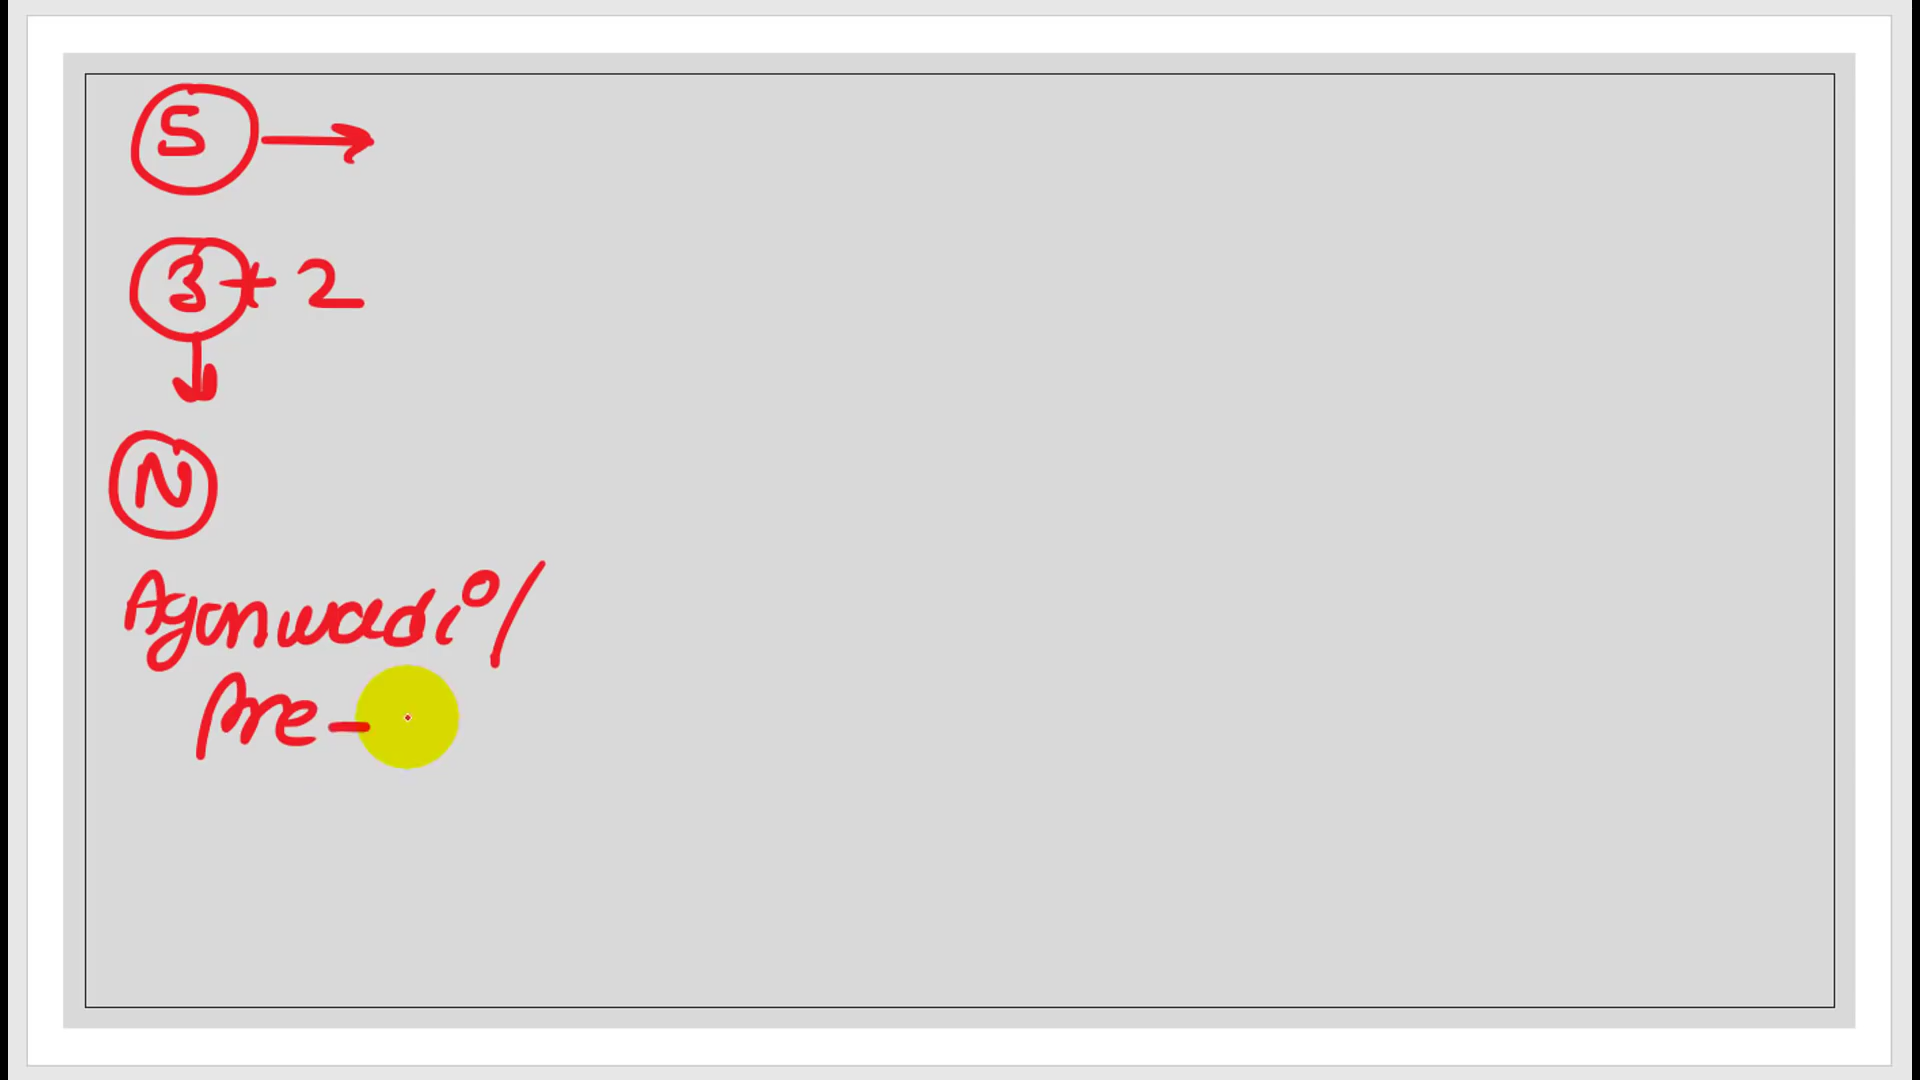 5 →
3 + 2
↓
N
Aganwadi /
Pre -